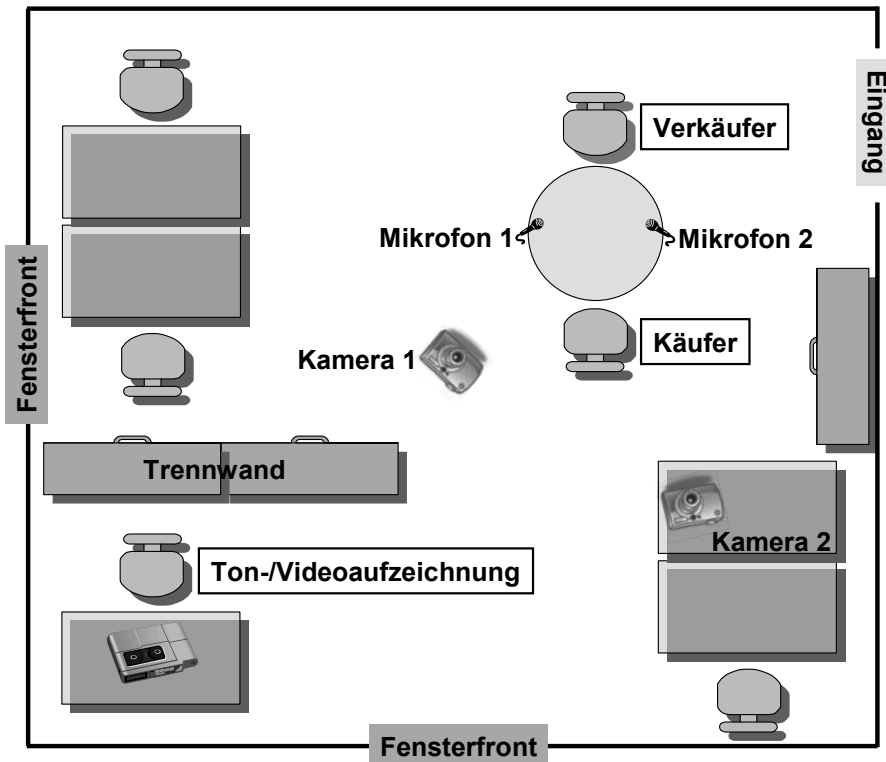 Eingang
Verkäufer
Mikrofon 1
Mikrofon 2
Fensterfront
Kamera 1
Käufer
Trennwand
Kamera 2
Ton-/Videoaufzeichnung
Fensterfront